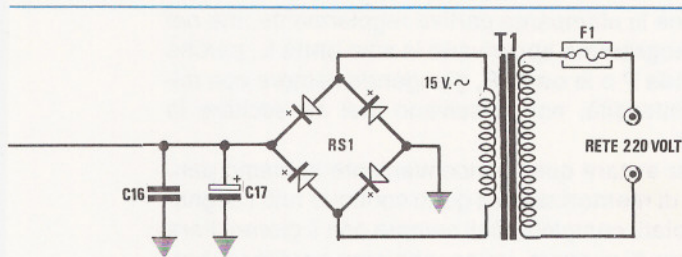 T1
F1
15 V.~
RS1
RETE 220 VOLT
C16
+
C17